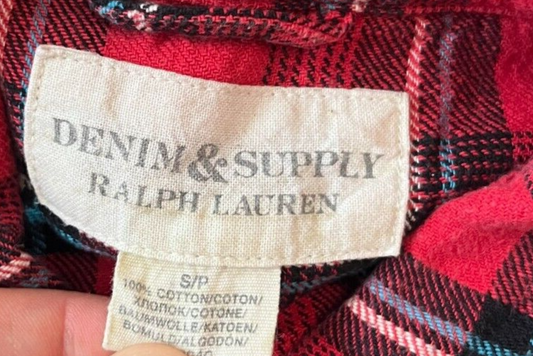 DENIM & SUPPLY
RALPH LAUREN
S/P
100% COTTON/COTON/
ХЛОПОК/COTONE/
BAUMWOLLE/KATOEN/
BOMULD/ALGODÓN/